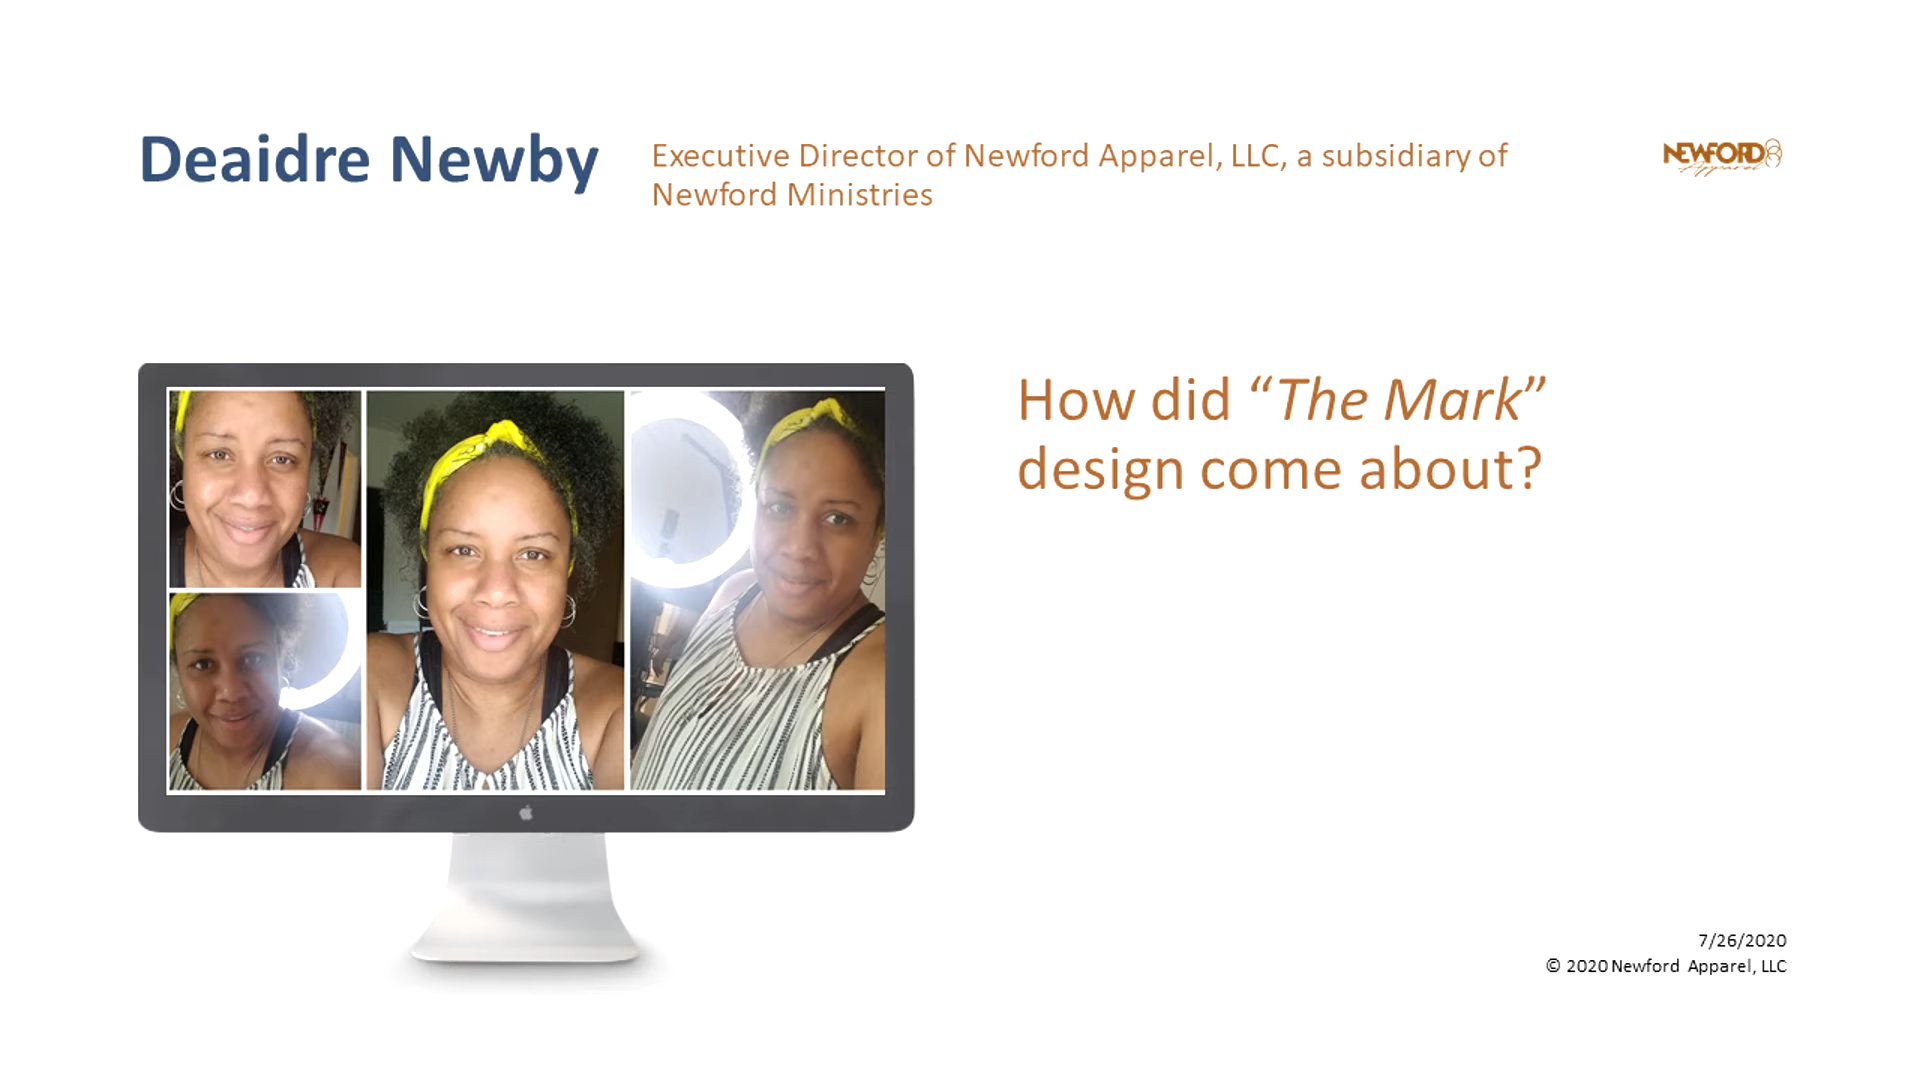 Deaidre Newby
Executive Director of Newford Apparel, LLC, a subsidiary of
Newford Ministries
NEWFORD
Apparel
How did “The Mark”
design come about?
7/26/2020
© 2020 Newford Apparel, LLC